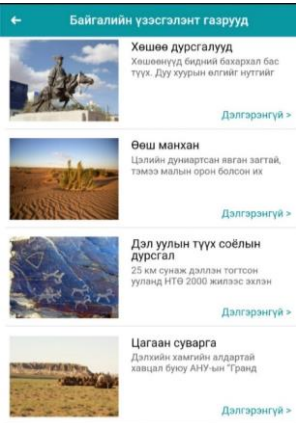 Байгалийн үзэсгэлэнт газрууд
Хөшөө дурсгалууд
Хөшөөнүүд бидний бахархал бас
түүх. Дуу хуурын өлгийг нутгийг
Дэлгэрэнгүй >
Өөш манхан
Цэлийн дуниартсан явган загтай,
тэмээ малын орон болсон их
Дэлгэрэнгүй >
Дэл уулын түүх соёлын
дурсгал
25 км сунаж дэллэн тогтсон
ууланд НТӨ 2000 жилээс эхлэн
Дэлгэрэнгүй >
Цагаан суварга
Дэлхийн хамгийн алдартай
хавцал буюу АНУ-ын "Гранд
Дэлгэрэнгүй >